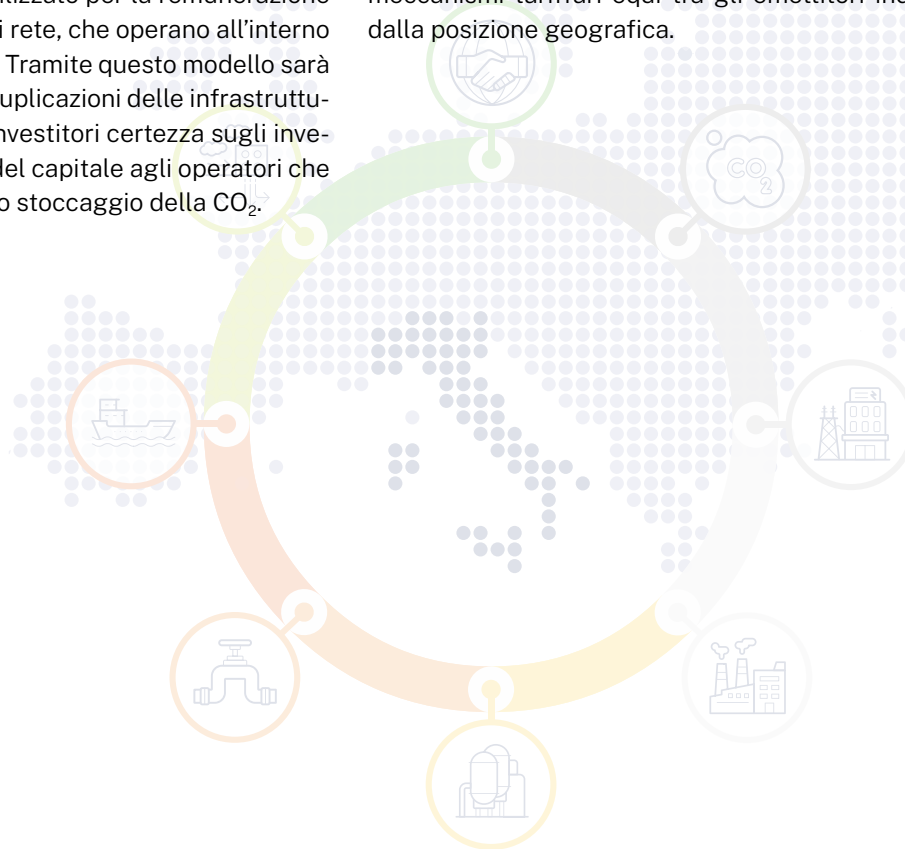 i rete, che operano all’interno
Tramite questo modello sarà
uplicazioni delle infrastruttu-
nvestitori certezza sugli inve-
del capitale agli operatori che
o stoccaggio della CO₂.
dalla posizione geografica.
CO₂